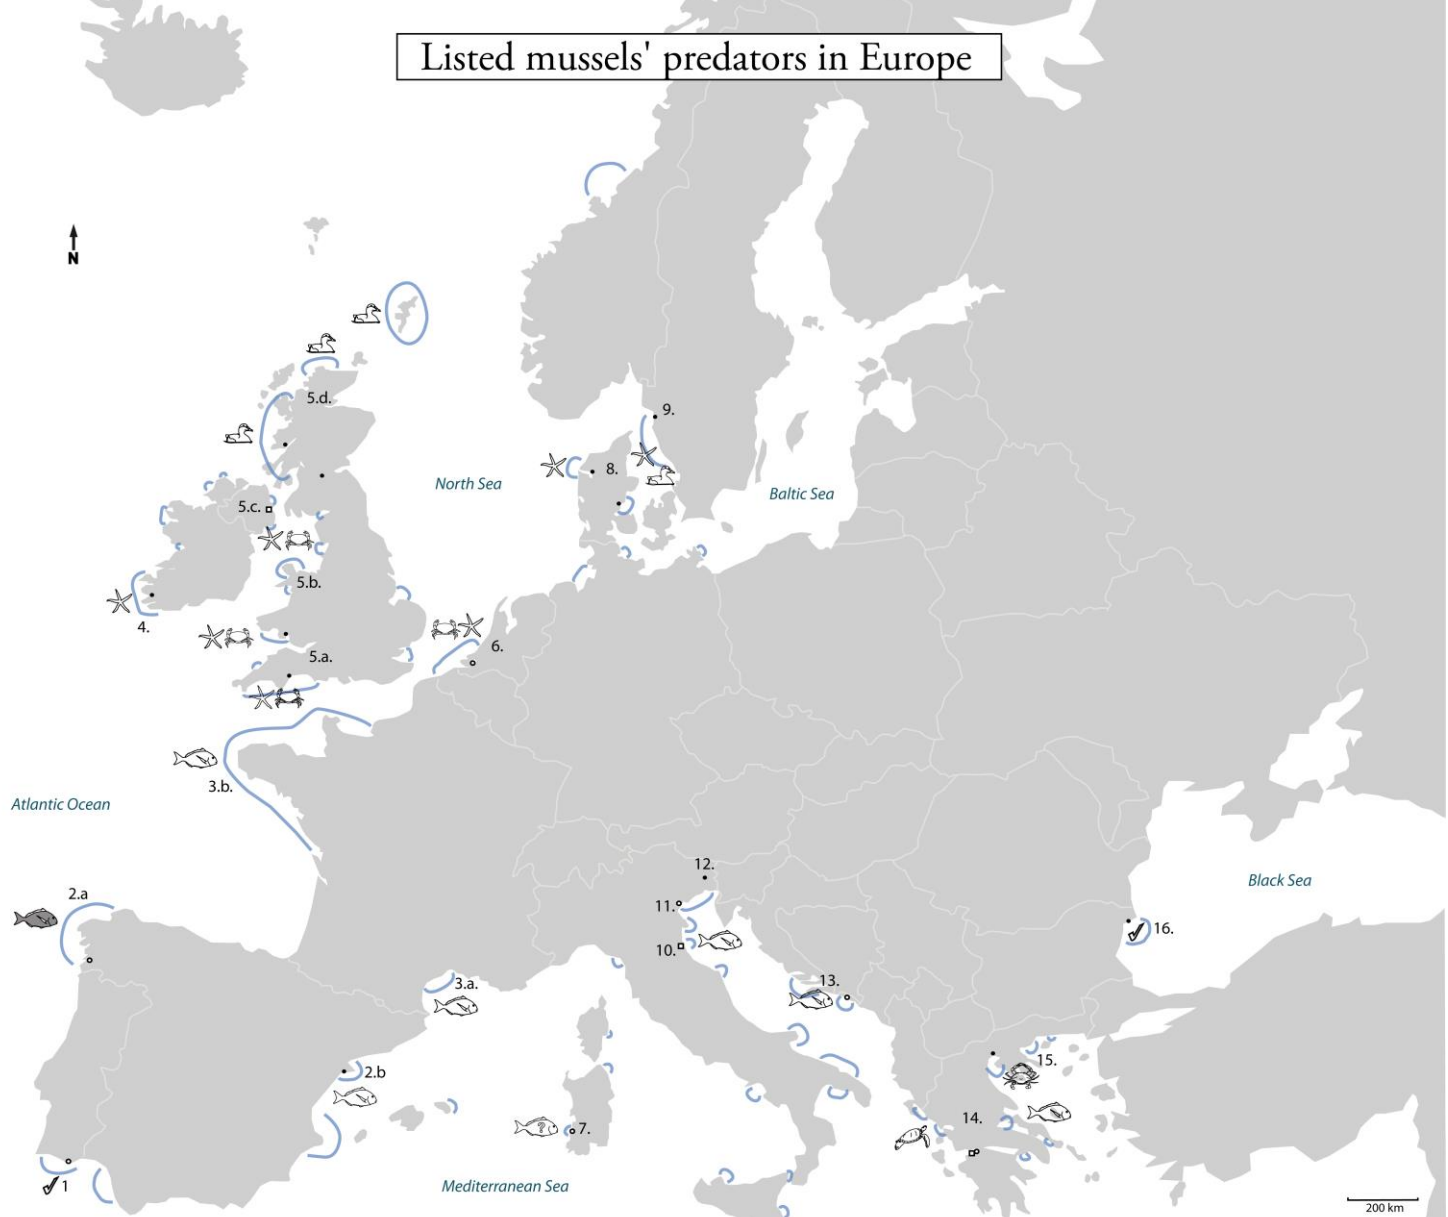 Listed mussels' predators in Europe
N
5.d.
9.
North Sea
8.
Baltic Sea
5.c.
5.b.
4.
6.
5.a.
3.b.
Atlantic Ocean
12.
Black Sea
2.a
11.
16.
10.
3.a.
13.
15.
2.b
14.
?
7.
1
Mediterranean Sea
200 km